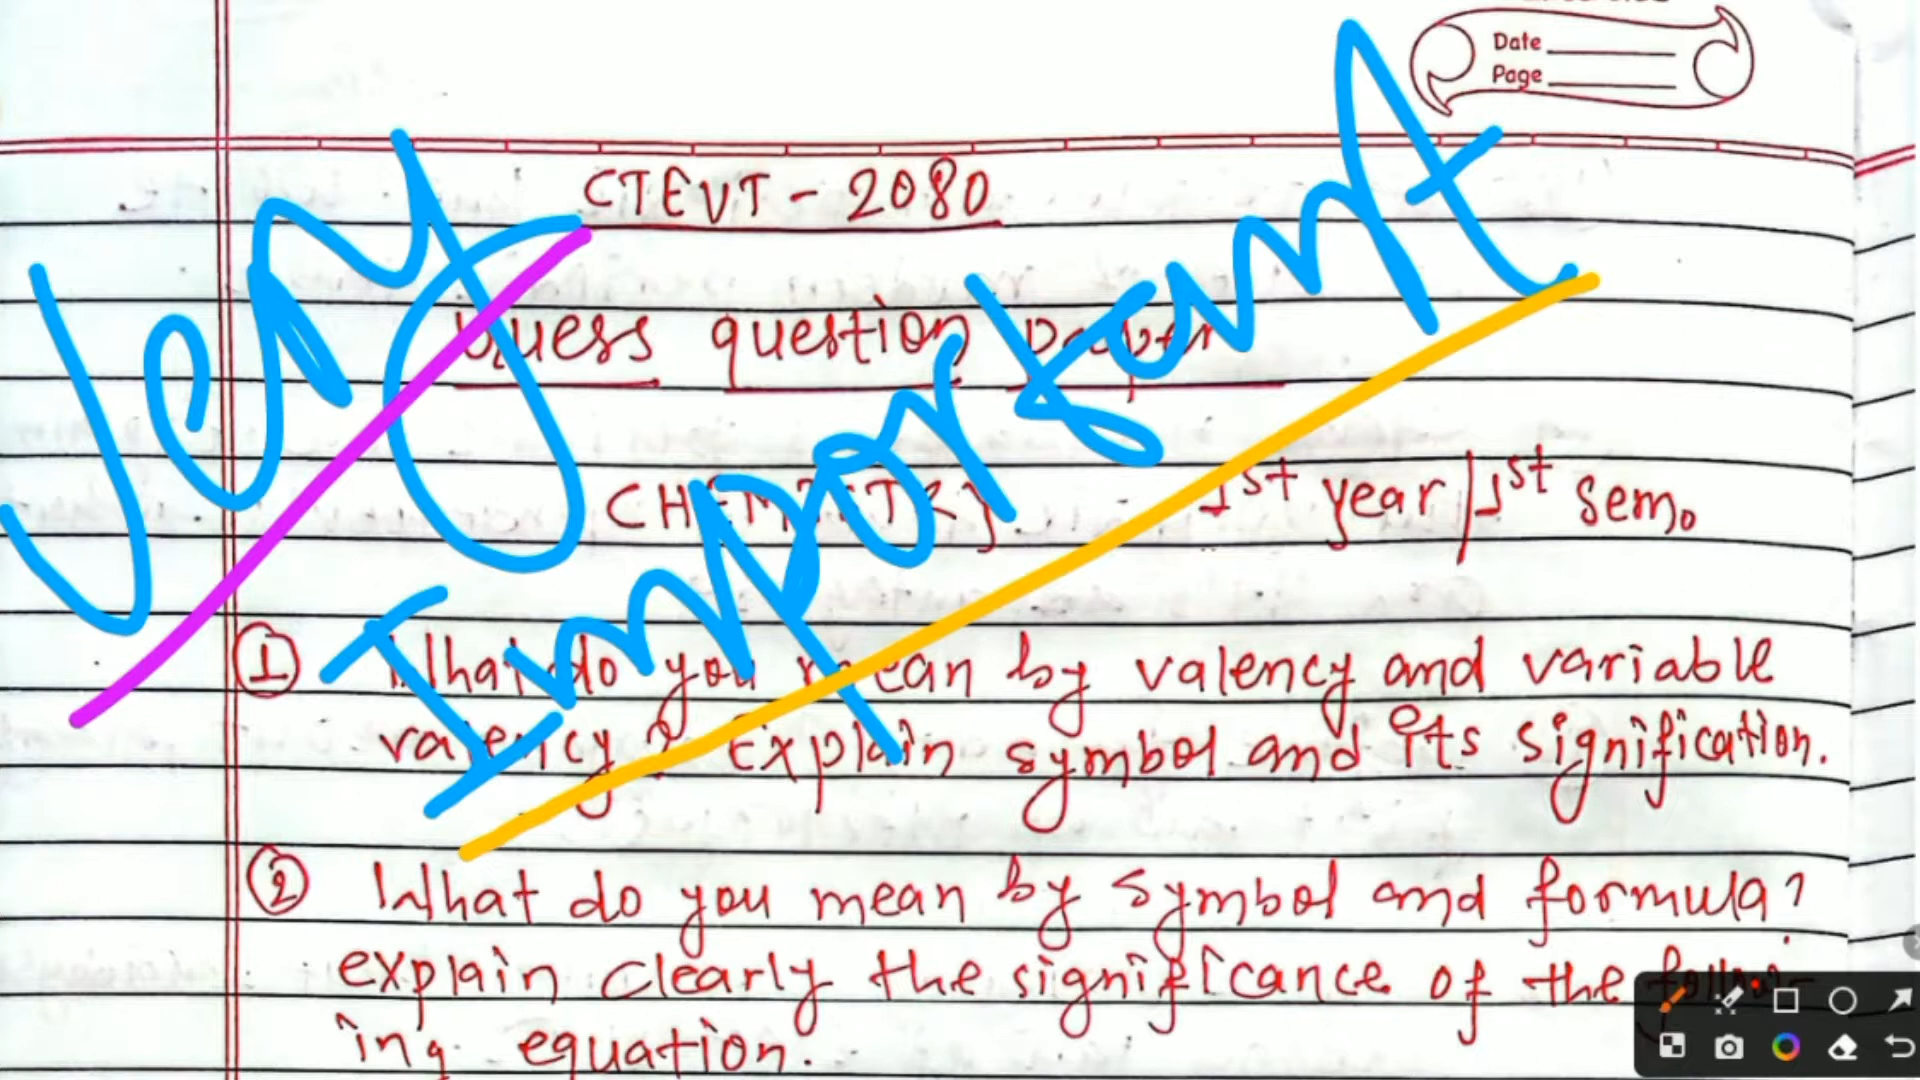 Date
Page
CTEVT - 2080
Guess question paper
CHEMISTRY 1st year/1st sem.
Very
Important
① What do you mean by valency and variable
valency? Explain symbol and its signification.
② What do you mean by symbol and formula?
explain clearly the significance of the follow-
ing equation.